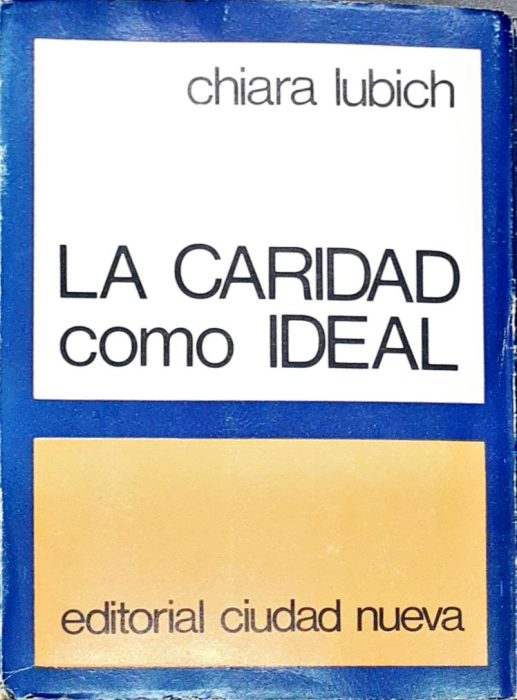 chiara lubich
LA CARIDAD
como IDEAL
editorial ciudad nueva